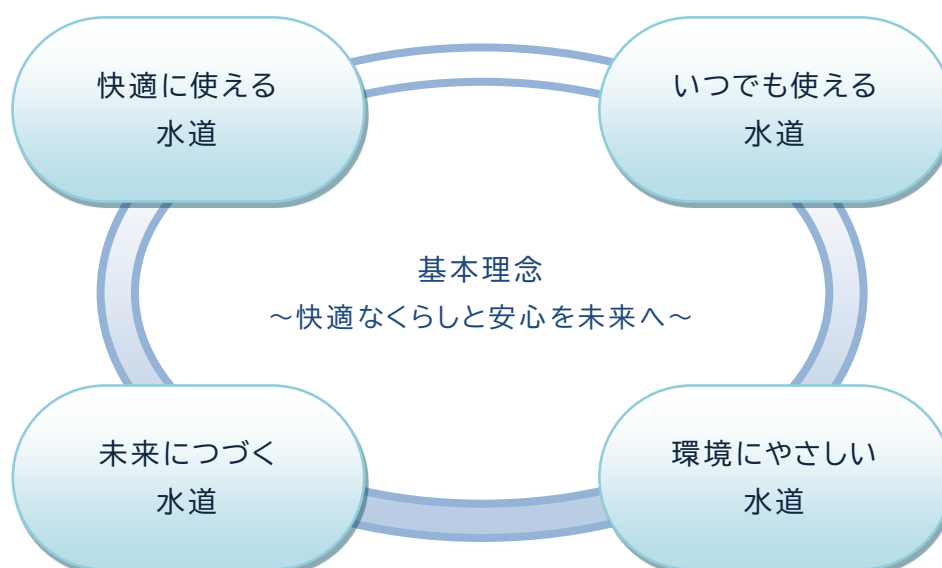 快適に使える
水道
いつでも使える
水道
基本理念
～快適なくらしと安心を未来へ～
未来につづく
水道
環境にやさしい
水道